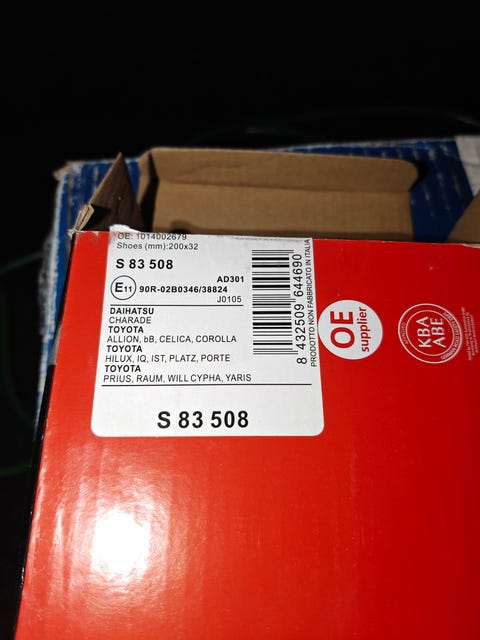 OE: 1014002679
Shoes (mm):200x32
S 83 508
AD301
E11 90R-02B0346/38824
J0105
DAIHATSU
CHARADE
TOYOTA
ALLION, bB, CELICA, COROLLA
TOYOTA
HILUX, IQ, IST, PLATZ, PORTE
TOYOTA
PRIUS, RAUM, WILL CYPHA, YARIS
S 83 508
8 432509 644690
PRODOTTO NON FABBRICATO IN ITALIA
OE
supplier
KBA
ABE